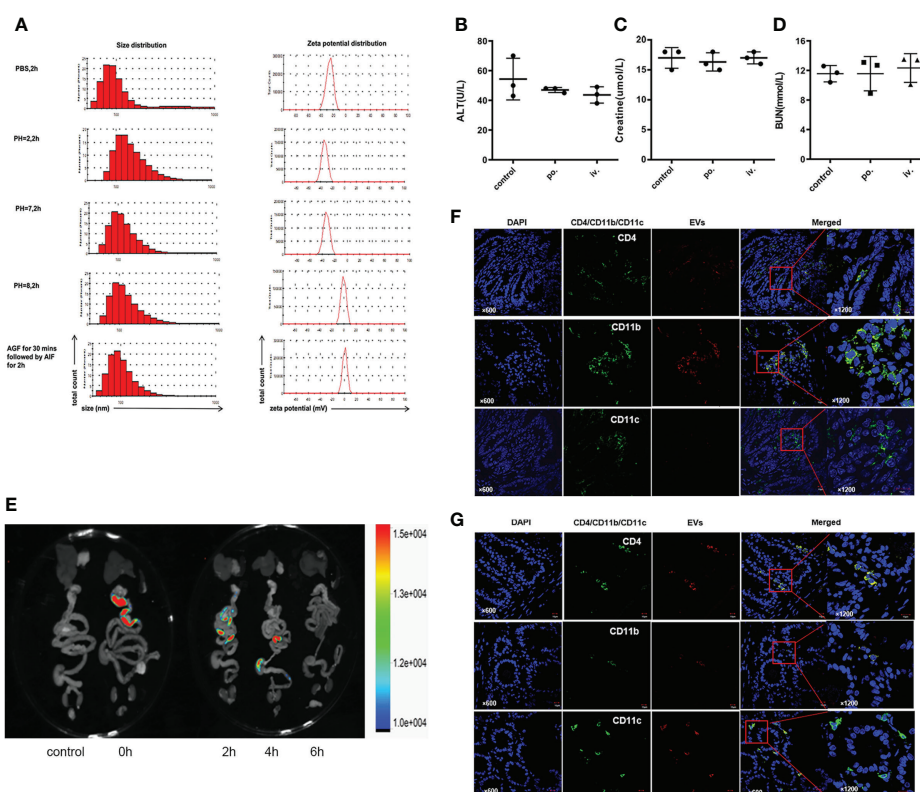 A
Size distribution
Zeta potential distribution
PBS,2h
PH=2,2h
PH=7,2h
PH=8,2h
AGF for 30 mins
followed by AIF
for 2h
total count
size (nm)
total count
zeta potential (mV)
B
ALT(U/L)
80
60
40
20
0
control
po.
iv.
C
Creatine(umol/L)
20
15
10
5
0
control
po.
iv.
D
BUN(mmol/L)
16
12
8
4
0
control
po.
iv.
E
1.5e+004
1.3e+004
1.2e+004
1.0e+004
control
0h
2h
4h
6h
F
DAPI
CD4/CD11b/CD11c
EVs
Merged
CD4
×600
×1200
CD11b
×600
×1200
CD11c
×600
×1200
G
DAPI
CD4/CD11b/CD11c
EVs
Merged
CD4
×600
×1200
CD11b
×600
×1200
CD11c
×600
×600
×1200